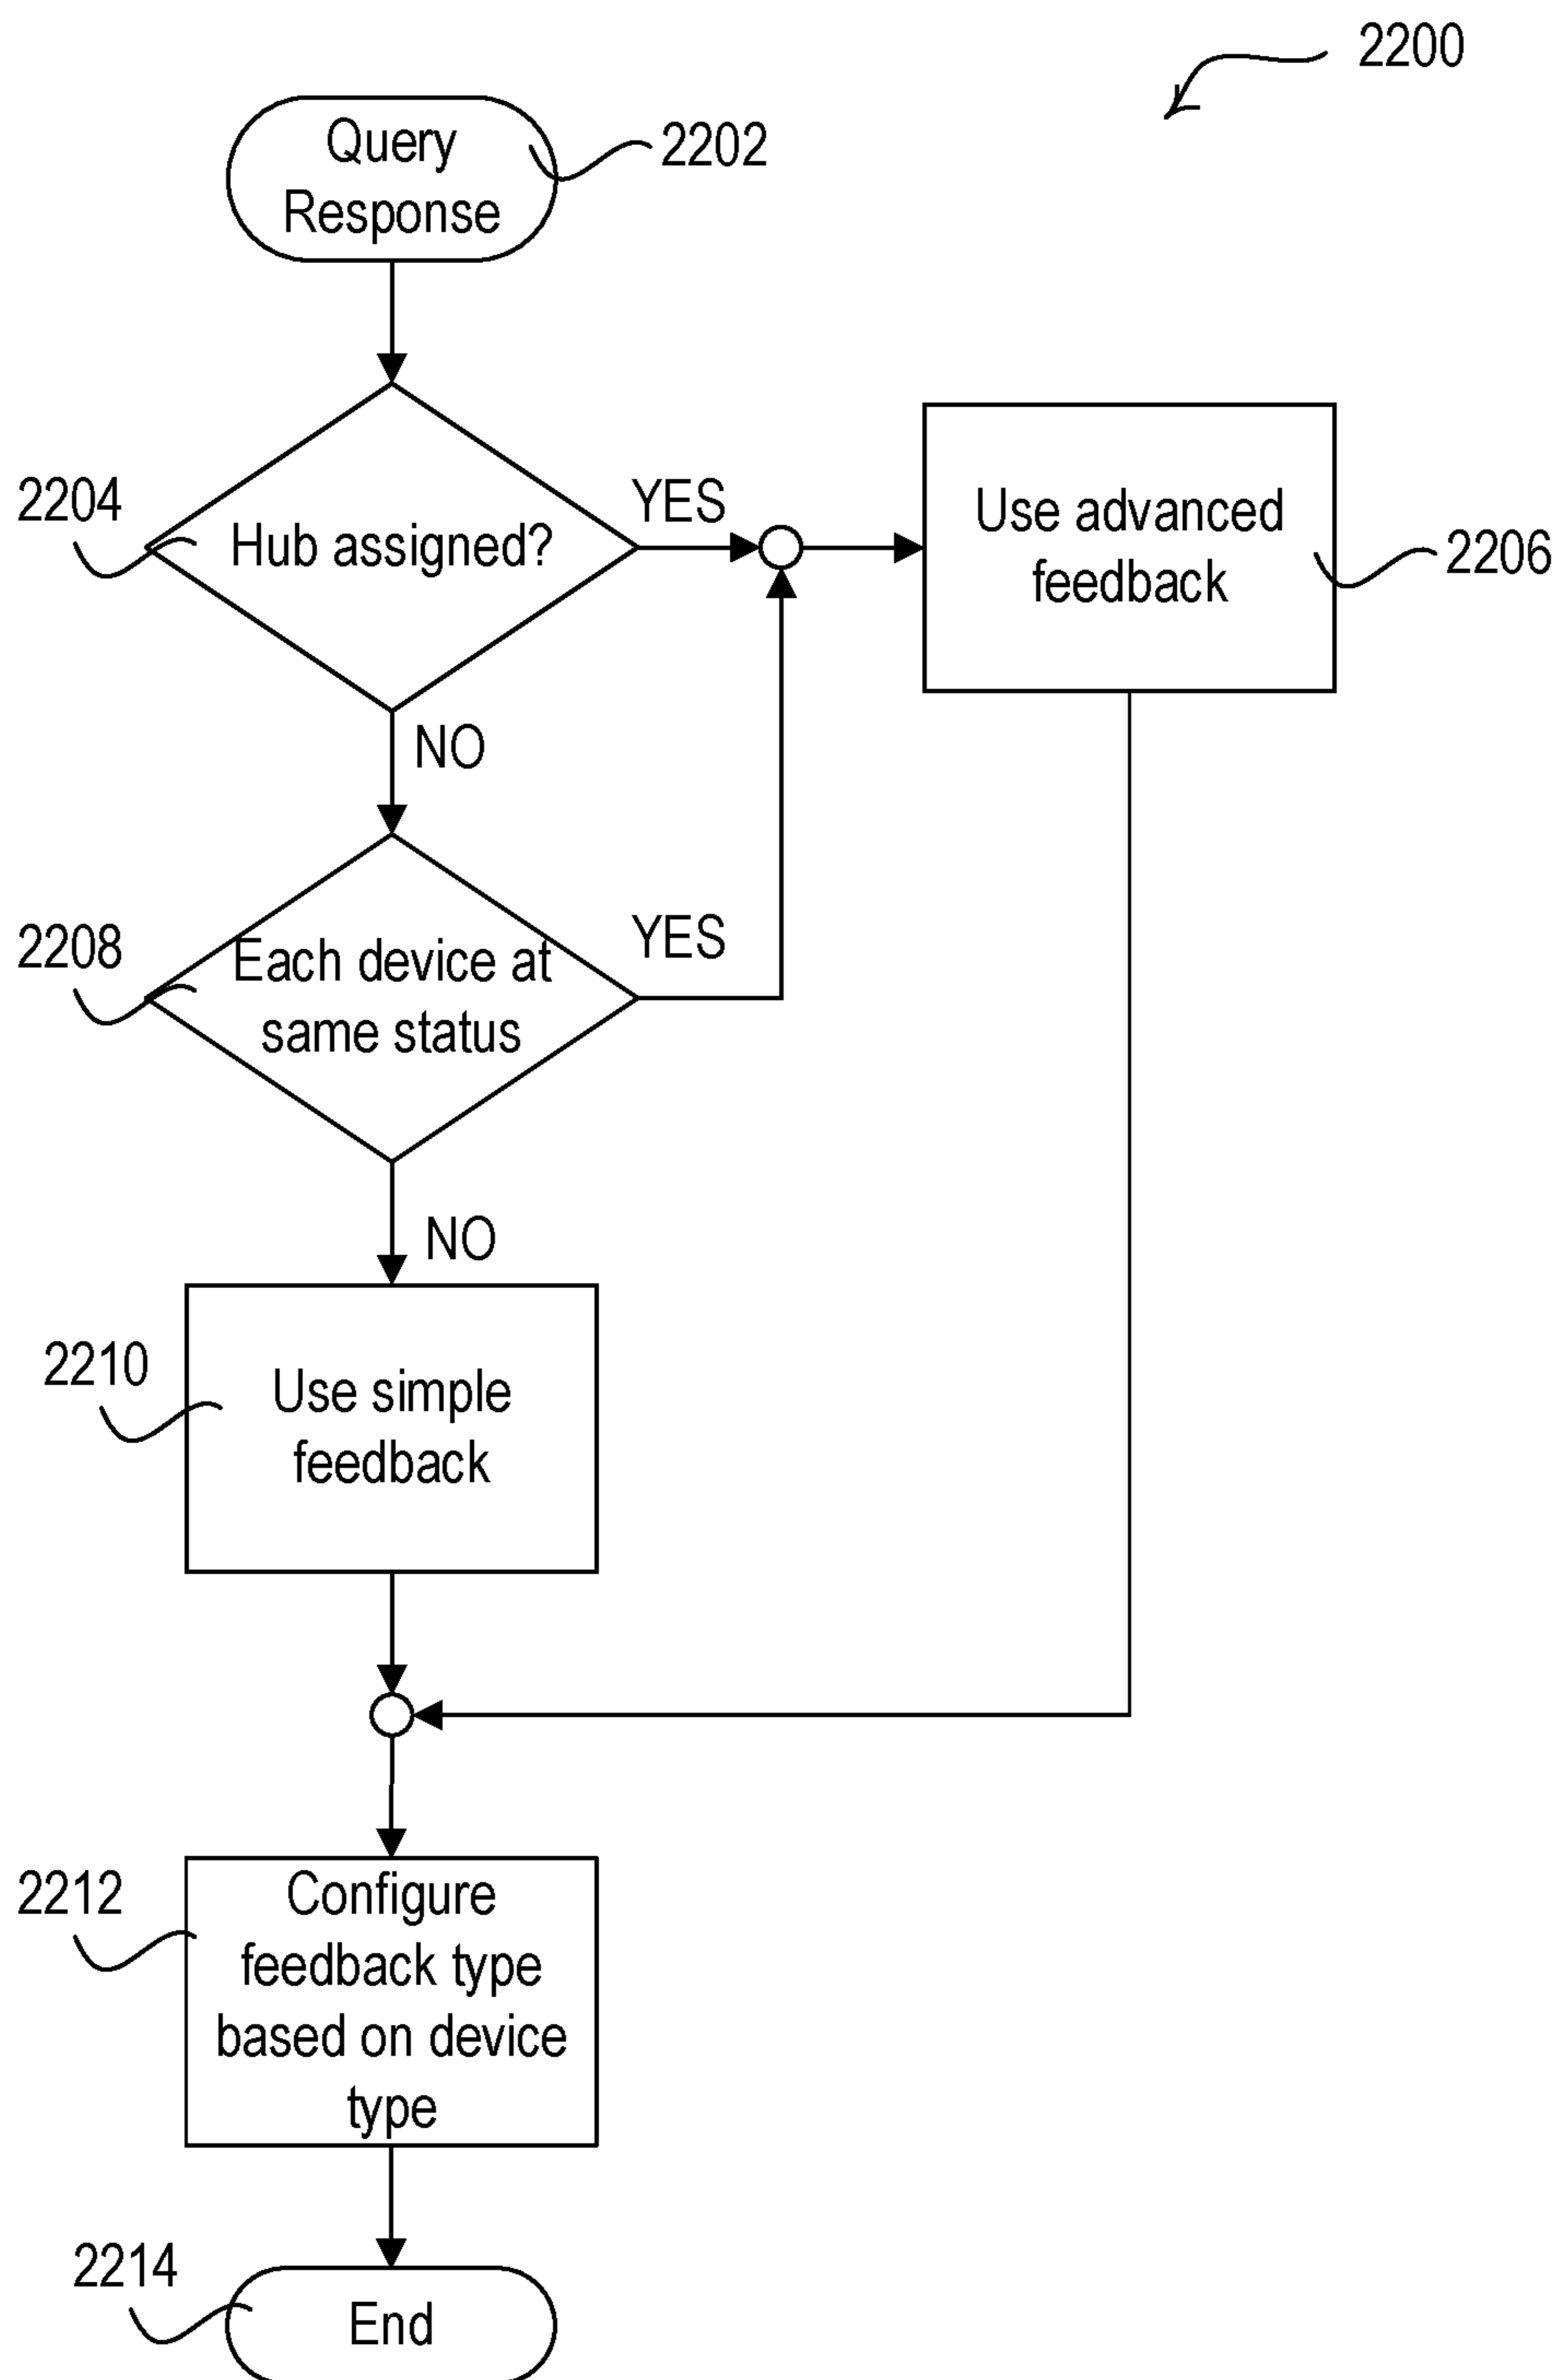 2200
Query
Response
2202
2204
Hub assigned?
YES
Use advanced
feedback
2206
NO
2208
Each device at
same status
YES
NO
2210
Use simple
feedback
2212
Configure
feedback type
based on device
type
2214
End